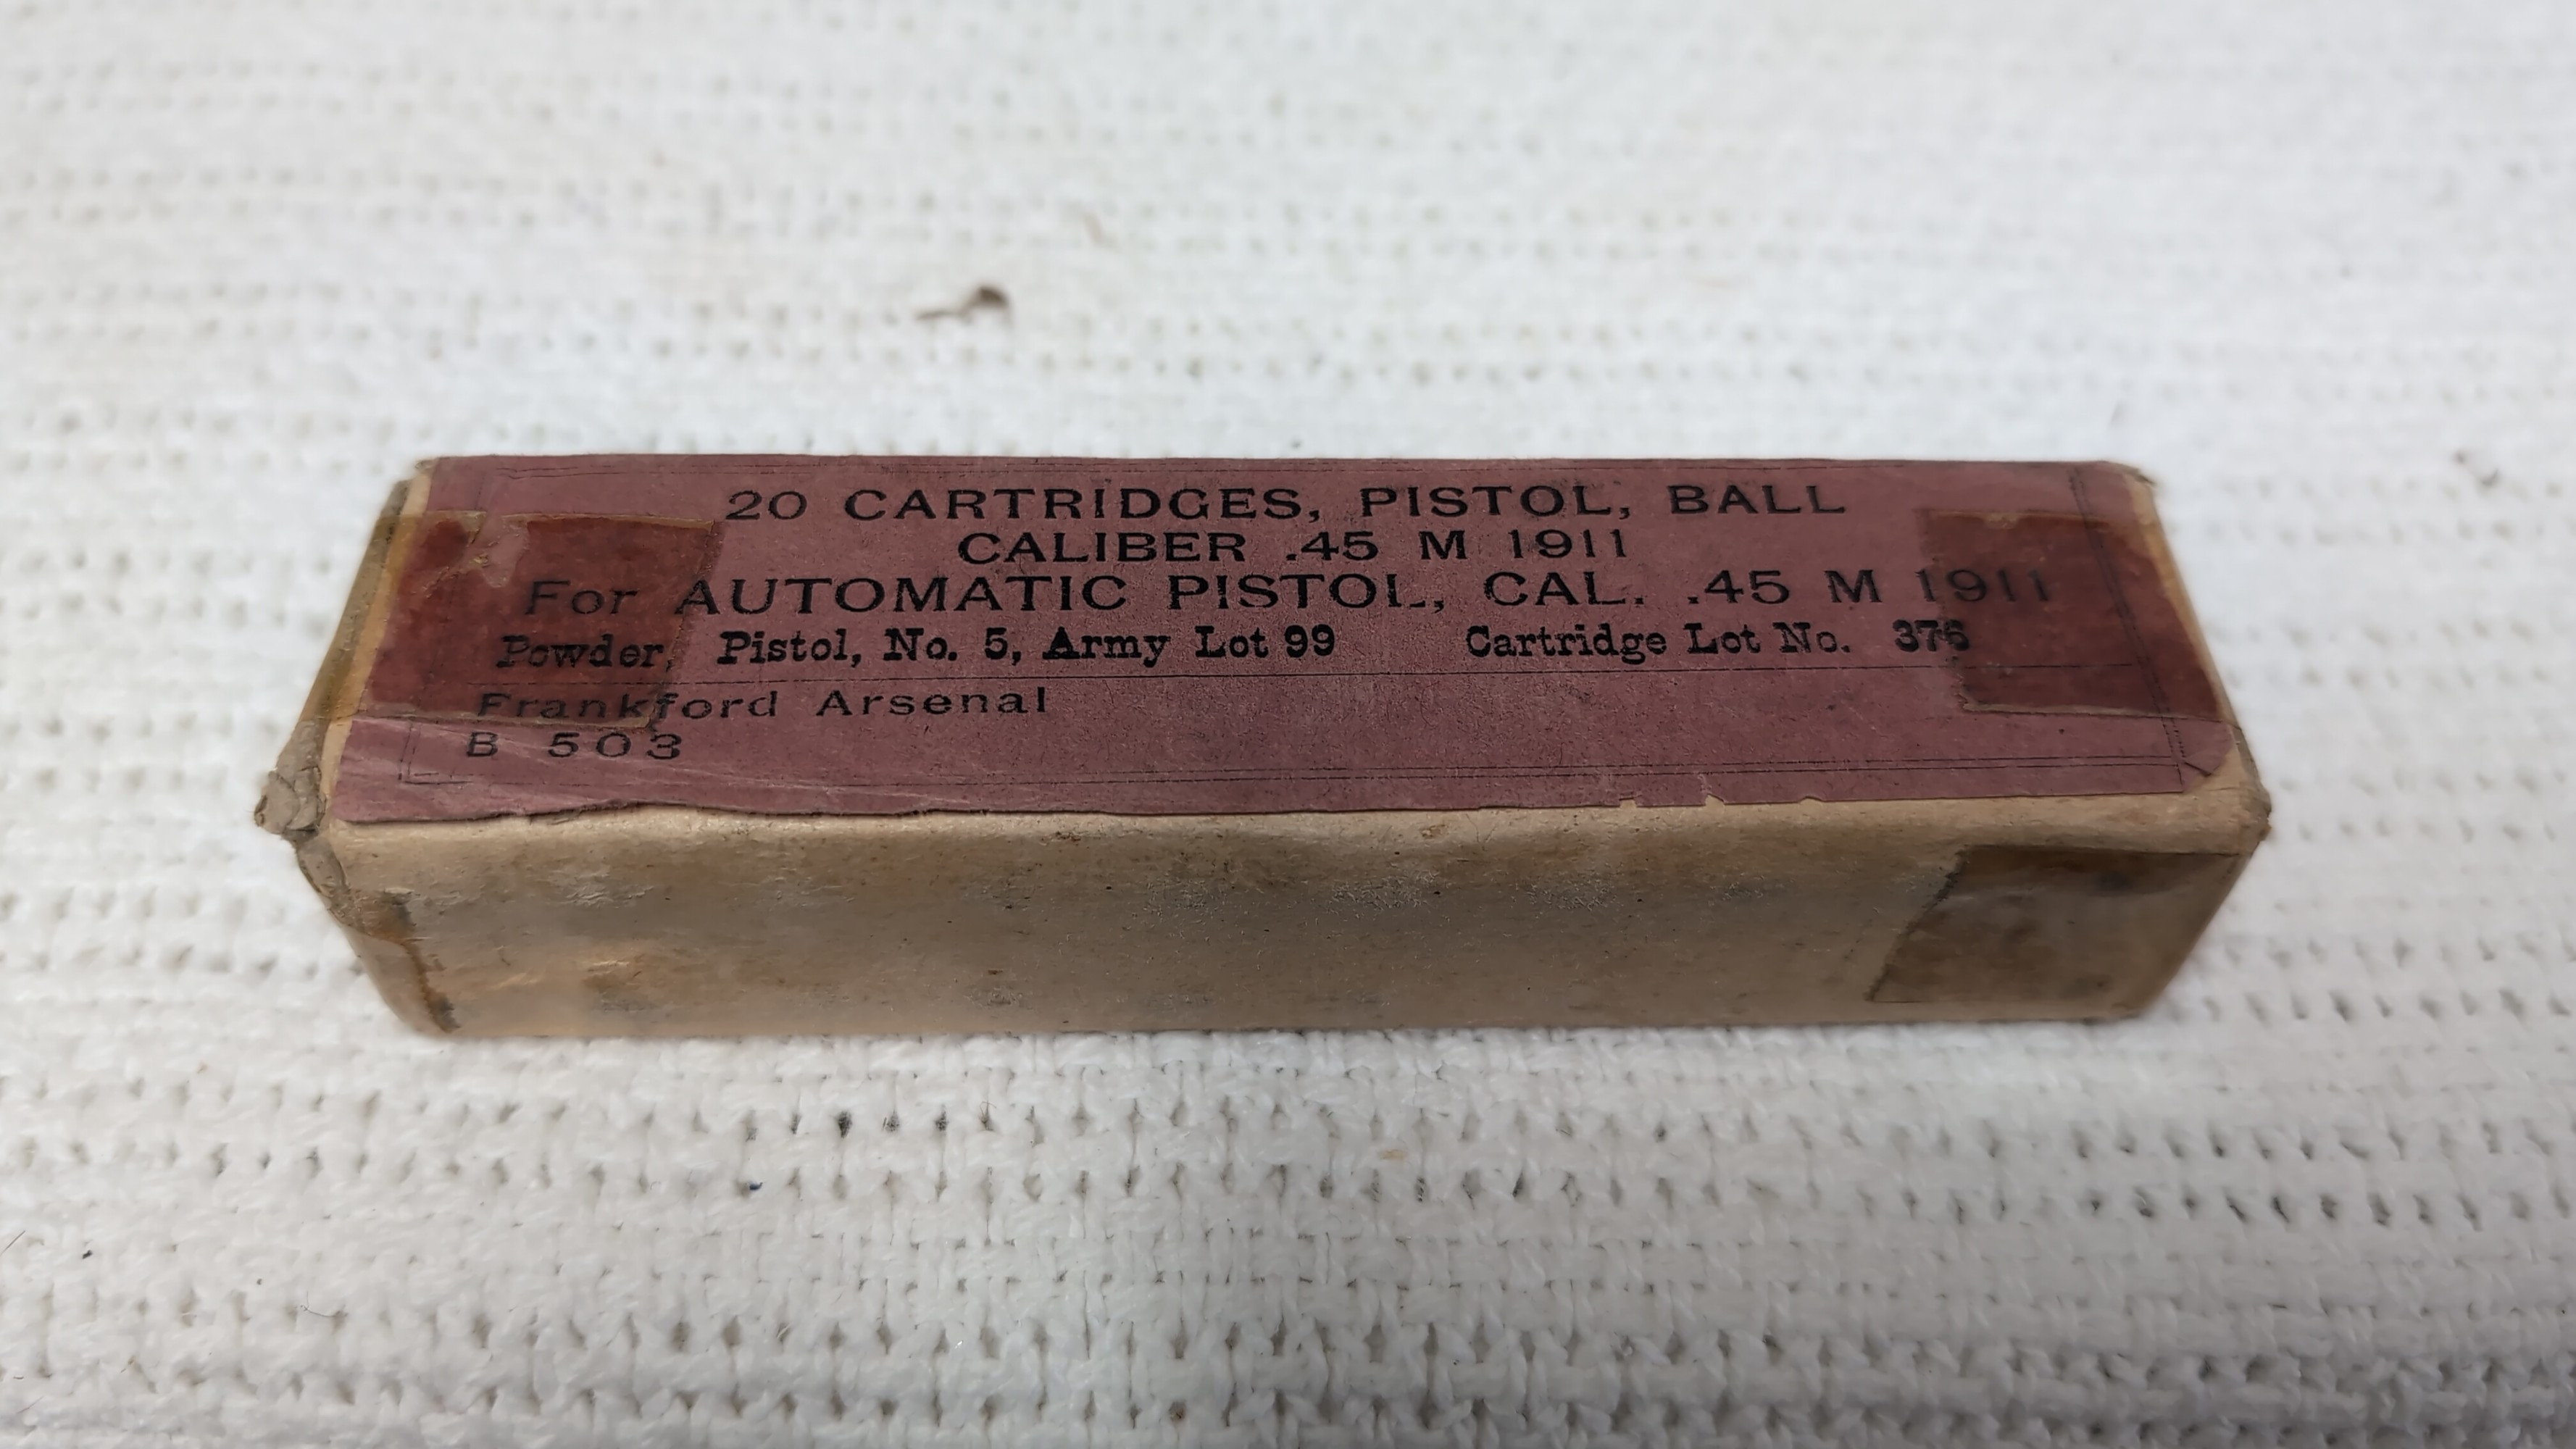 20 CARTRIDGES, PISTOL, BALL
CALIBER .45 M 1911
For AUTOMATIC PISTOL, CAL. .45 M 1911
Powder, Pistol, No. 5, Army Lot 99 Cartridge Lot No. 376
Frankford Arsenal
B 503